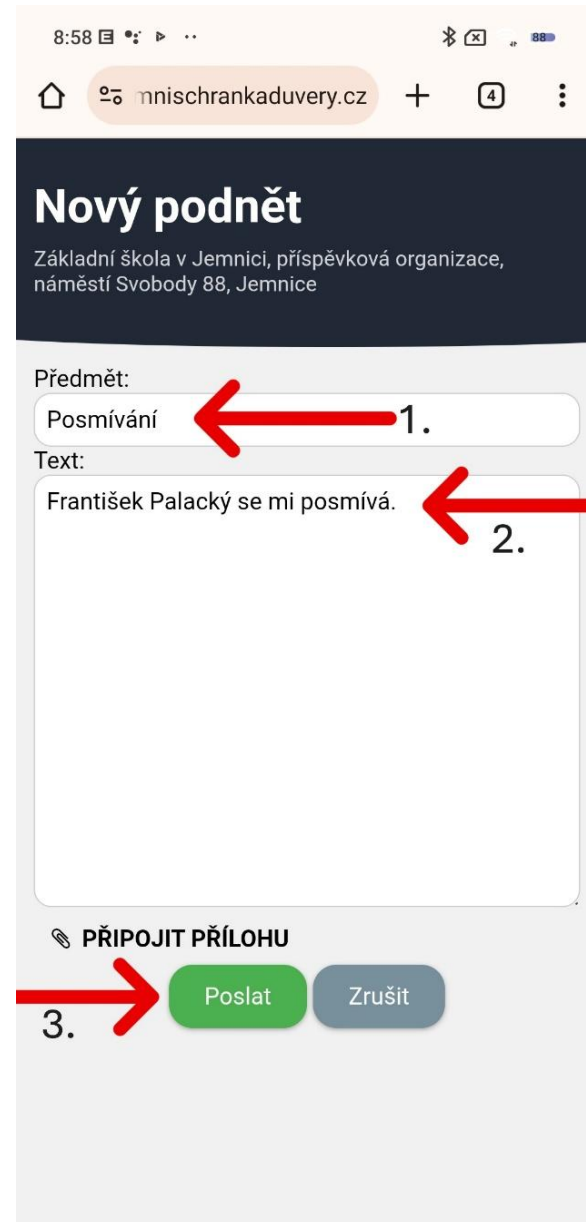 8:58
88
mnischrankaduvery.cz
4
Nový podnět
Základní škola v Jemnici, příspěvková organizace,
náměstí Svobody 88, Jemnice
Předmět:
Posmívání
1.
Text:
František Palacký se mi posmívá.
2.
PŘIPOJIT PŘÍLOHU
Poslat Zrušit
3.